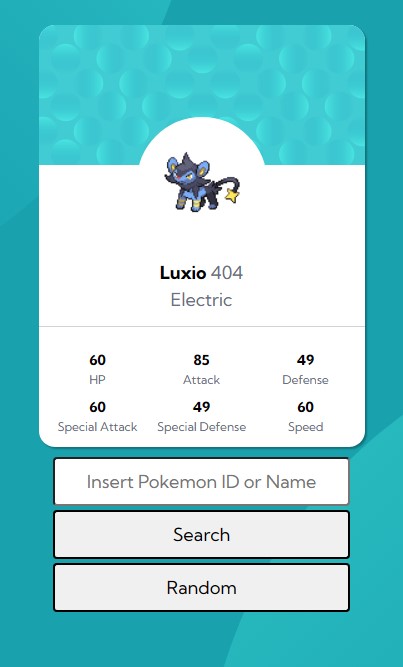 Luxio 404
Electric
60 85 49
HP Attack Defense
60 49 60
Special Attack Special Defense Speed
Insert Pokemon ID or Name
Search
Random